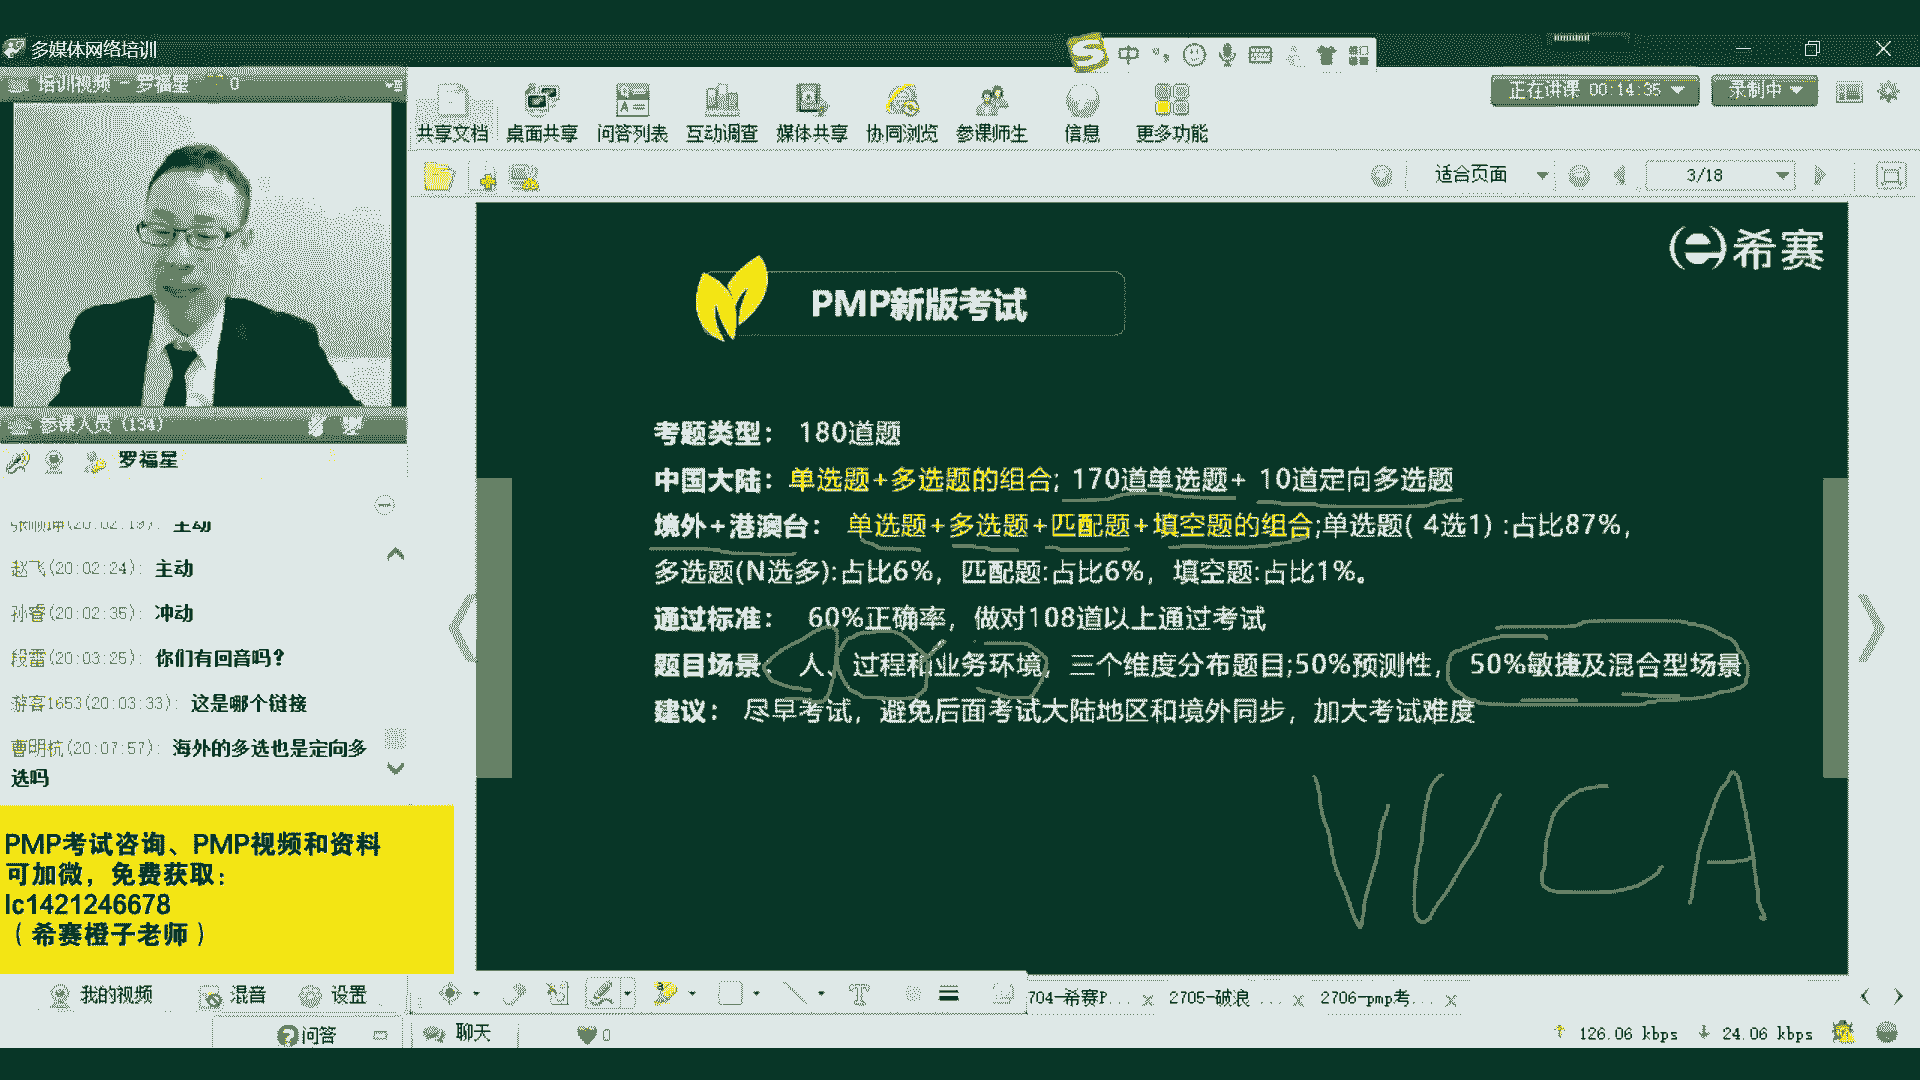 多媒体网络培训
中
培训视频 - 罗福星
0
共享文档 桌面共享 问答列表 互动调查 媒体共享 协同浏览 参课师生 信息 更多功能
正在讲课 00:14:35
录制中
适合页面
3/18
希赛
PMP新版考试
考题类型： 180道题
中国大陆：单选题+多选题的组合; 170道单选题+ 10道定向多选题
境外+港澳台： 单选题+多选题+匹配题+填空题的组合;单选题( 4选1) :占比87%，
多选题(N选多):占比6%，匹配题:占比6%，填空题:占比1%。
通过标准： 60%正确率，做对108道以上通过考试
题目场景： 人、过程和业务环境，三个维度分布题目;50%预测性， 50%敏捷及混合型场景
建议： 尽早考试，避免后面考试大陆地区和境外同步，加大考试难度
VUCA
参课人员 (134)
罗福星
(20:02:19): 主动
赵飞(20:02:24): 主动
孙睿(20:02:35): 冲动
段雷(20:03:25): 你们有回音吗?
游客1653(20:03:33): 这是哪个链接
曹明杭(20:07:57): 海外的多选也是定向多
选吗
PMP考试咨询、PMP视频和资料
可加微，免费获取：
lc1421246678
（希赛橙子老师）
我的视频 混音 设置
问答 聊天 0
704-希赛P... 2705-破浪 ... 2706-pmp考...
126.06 kbps 24.06 kbps